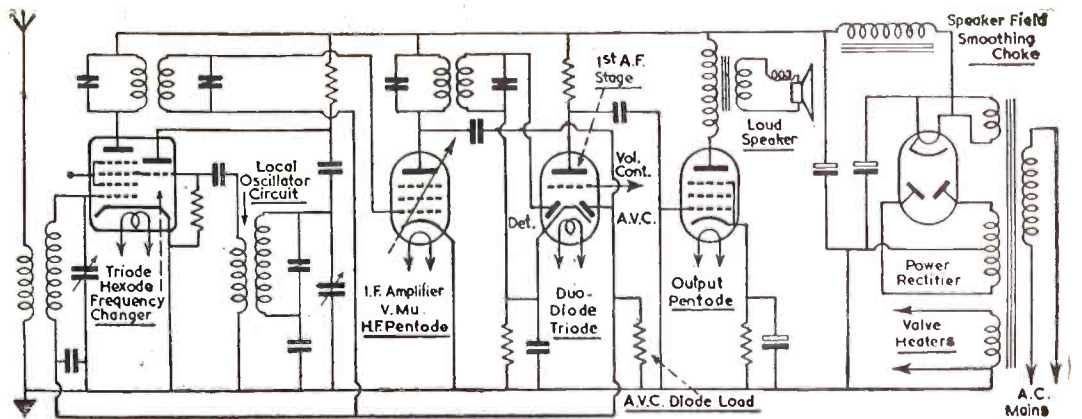 Speaker Field
Smoothing
Choke
1st A.F.
Stage
Loud
Speaker
Local
Oscillator
Circuit
Vol.
Cont.
Det.
A.V.C.
Triode
Hexode
Frequency
Changer
I.F. Amplifier
V. Mu.
H.F. Pentode
Duo-
Diode
Triode
Output
Pentode
Power
Rectifier
Valve
Heaters
A.V.C. Diode Load
A.C.
Mains